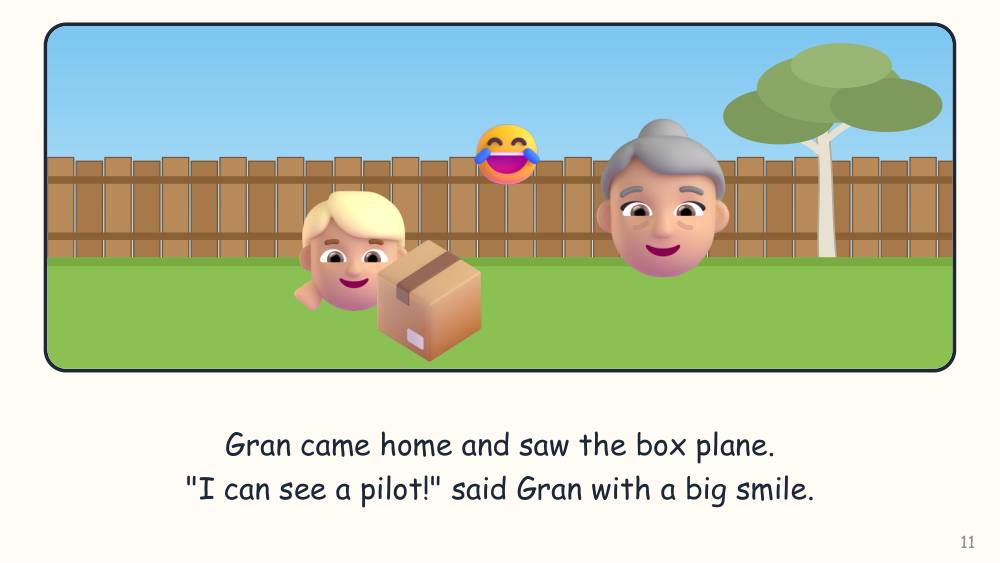 Gran came home and saw the box plane.
"I can see a pilot!" said Gran with a big smile.
11